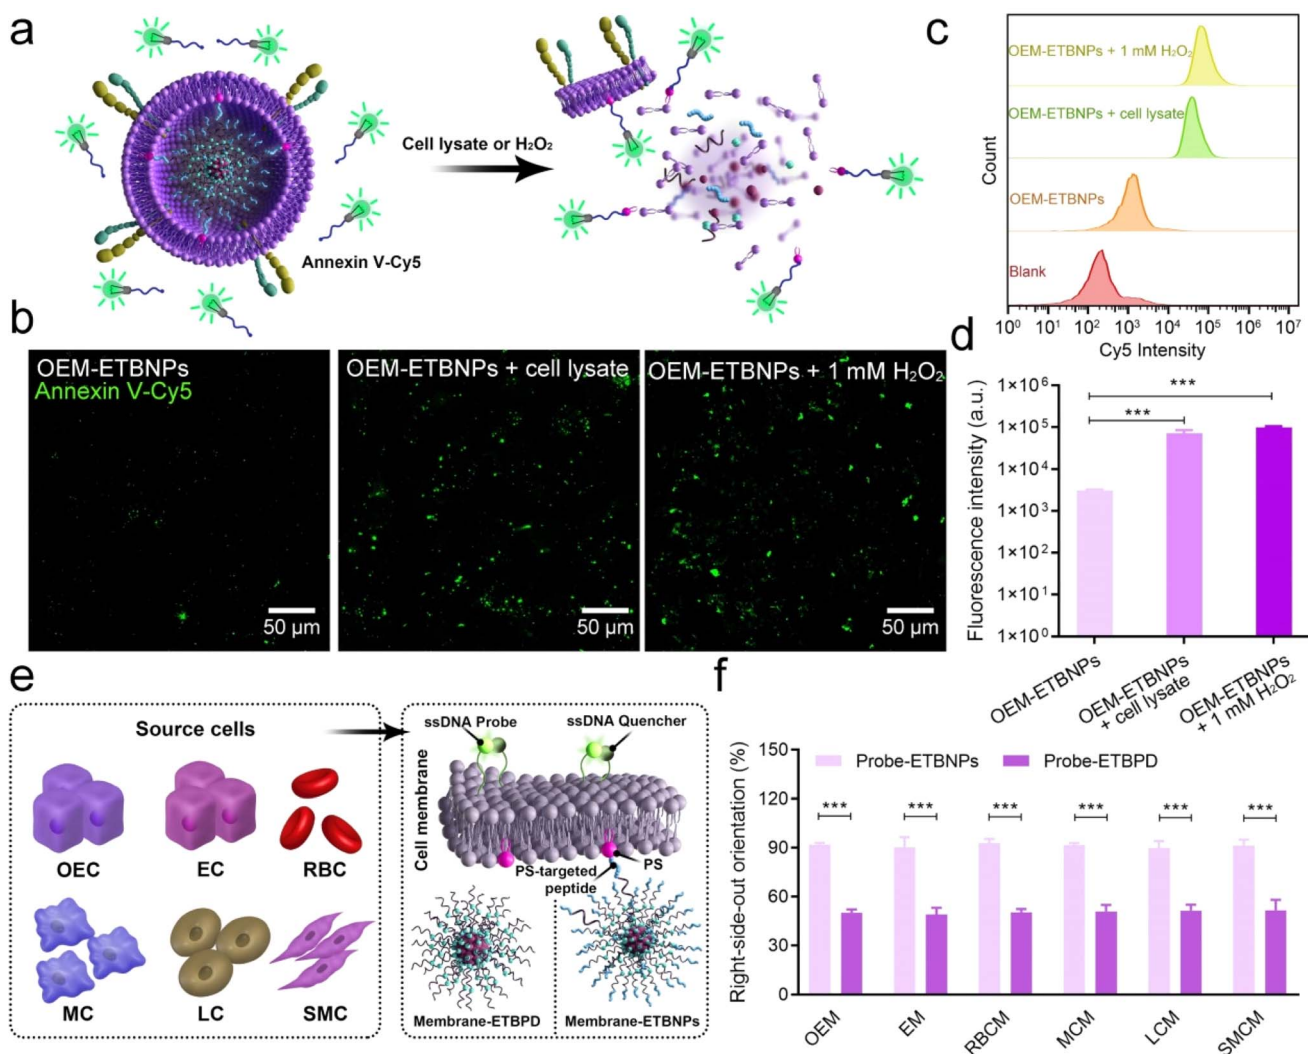 a
Cell lysate or H₂O₂
Annexin V-Cy5
b
OEM-ETBNPs
Annexin V-Cy5
50 µm
OEM-ETBNPs + cell lysate
50 µm
OEM-ETBNPs + 1 mM H₂O₂
50 µm
c
Count
OEM-ETBNPs + 1 mM H₂O₂
OEM-ETBNPs + cell lysate
OEM-ETBNPs
Blank
10⁰ 10¹ 10² 10³ 10⁴ 10⁵ 10⁶ 10⁷
Cy5 Intensity
d
Fluorescence intensity (a.u.)
1×10⁶
1×10⁵
1×10⁴
1×10³
1×10²
1×10¹
1×10⁰
***
***
OEM-ETBNPs
OEM-ETBNPs
+ cell lysate
OEM-ETBNPs
+ 1 mM H₂O₂
e
Source cells
OEC
EC
RBC
MC
LC
SMC
ssDNA Probe
ssDNA Quencher
Cell membrane
PS
PS-targeted
peptide
Membrane-ETBPD
Membrane-ETBNPs
f
Right-side-out orientation (%)
150
120
90
60
30
0
Probe-ETBNPs
Probe-ETBPD
*** *** *** *** *** ***
OEM
EM
RBCM
MCM
LCM
SMCM